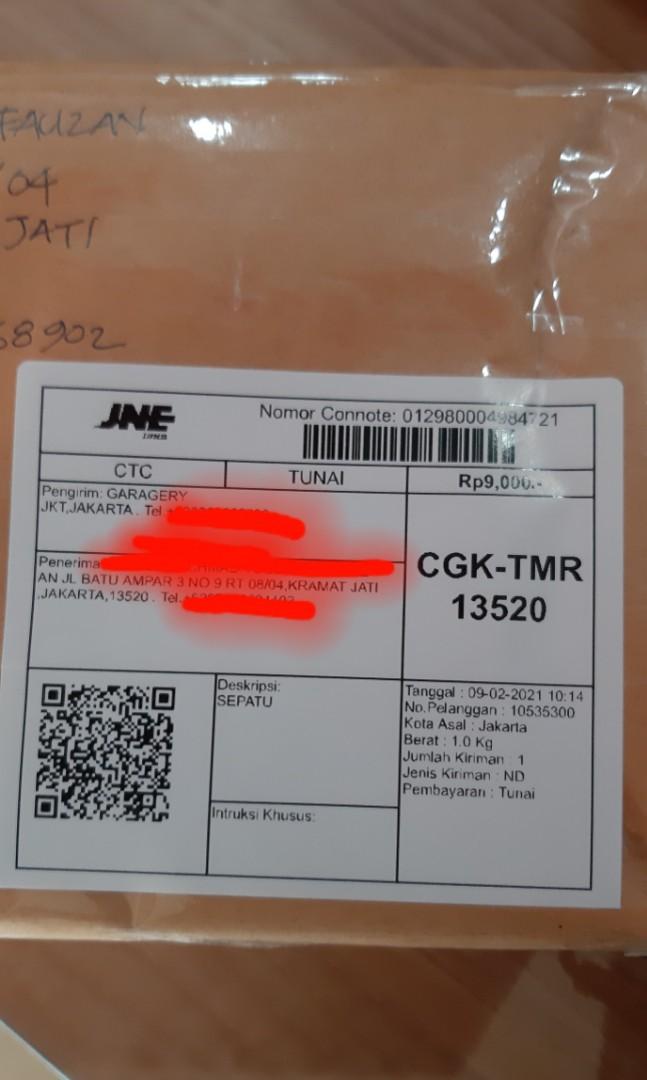 FAUZAN
'04
JATI
58902
JNE
EXPRESS
Nomor Connote: 012980004984721
CTC
TUNAI
Rp9,000.-
Pengirim: GARAGERY
JKT,JAKARTA . Tel
Penerima
AN JL BATU AMPAR 3 NO 9 RT 08/04,KRAMAT JATI
,JAKARTA,13520 . Tel.
CGK-TMR
13520
Deskripsi:
SEPATU
Intruksi Khusus:
Tanggal : 09-02-2021 10:14
No.Pelanggan : 10535300
Kota Asal : Jakarta
Berat : 1.0 Kg
Jumlah Kiriman : 1
Jenis Kiriman : ND
Pembayaran : Tunai